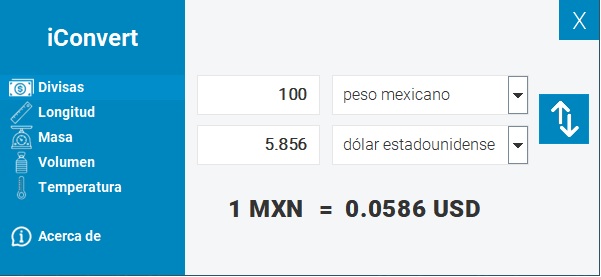 iConvert
X
Divisas
Longitud
Masa
Volumen
Temperatura
Acerca de
100 peso mexicano
5.856 dólar estadounidense
1 MXN = 0.0586 USD